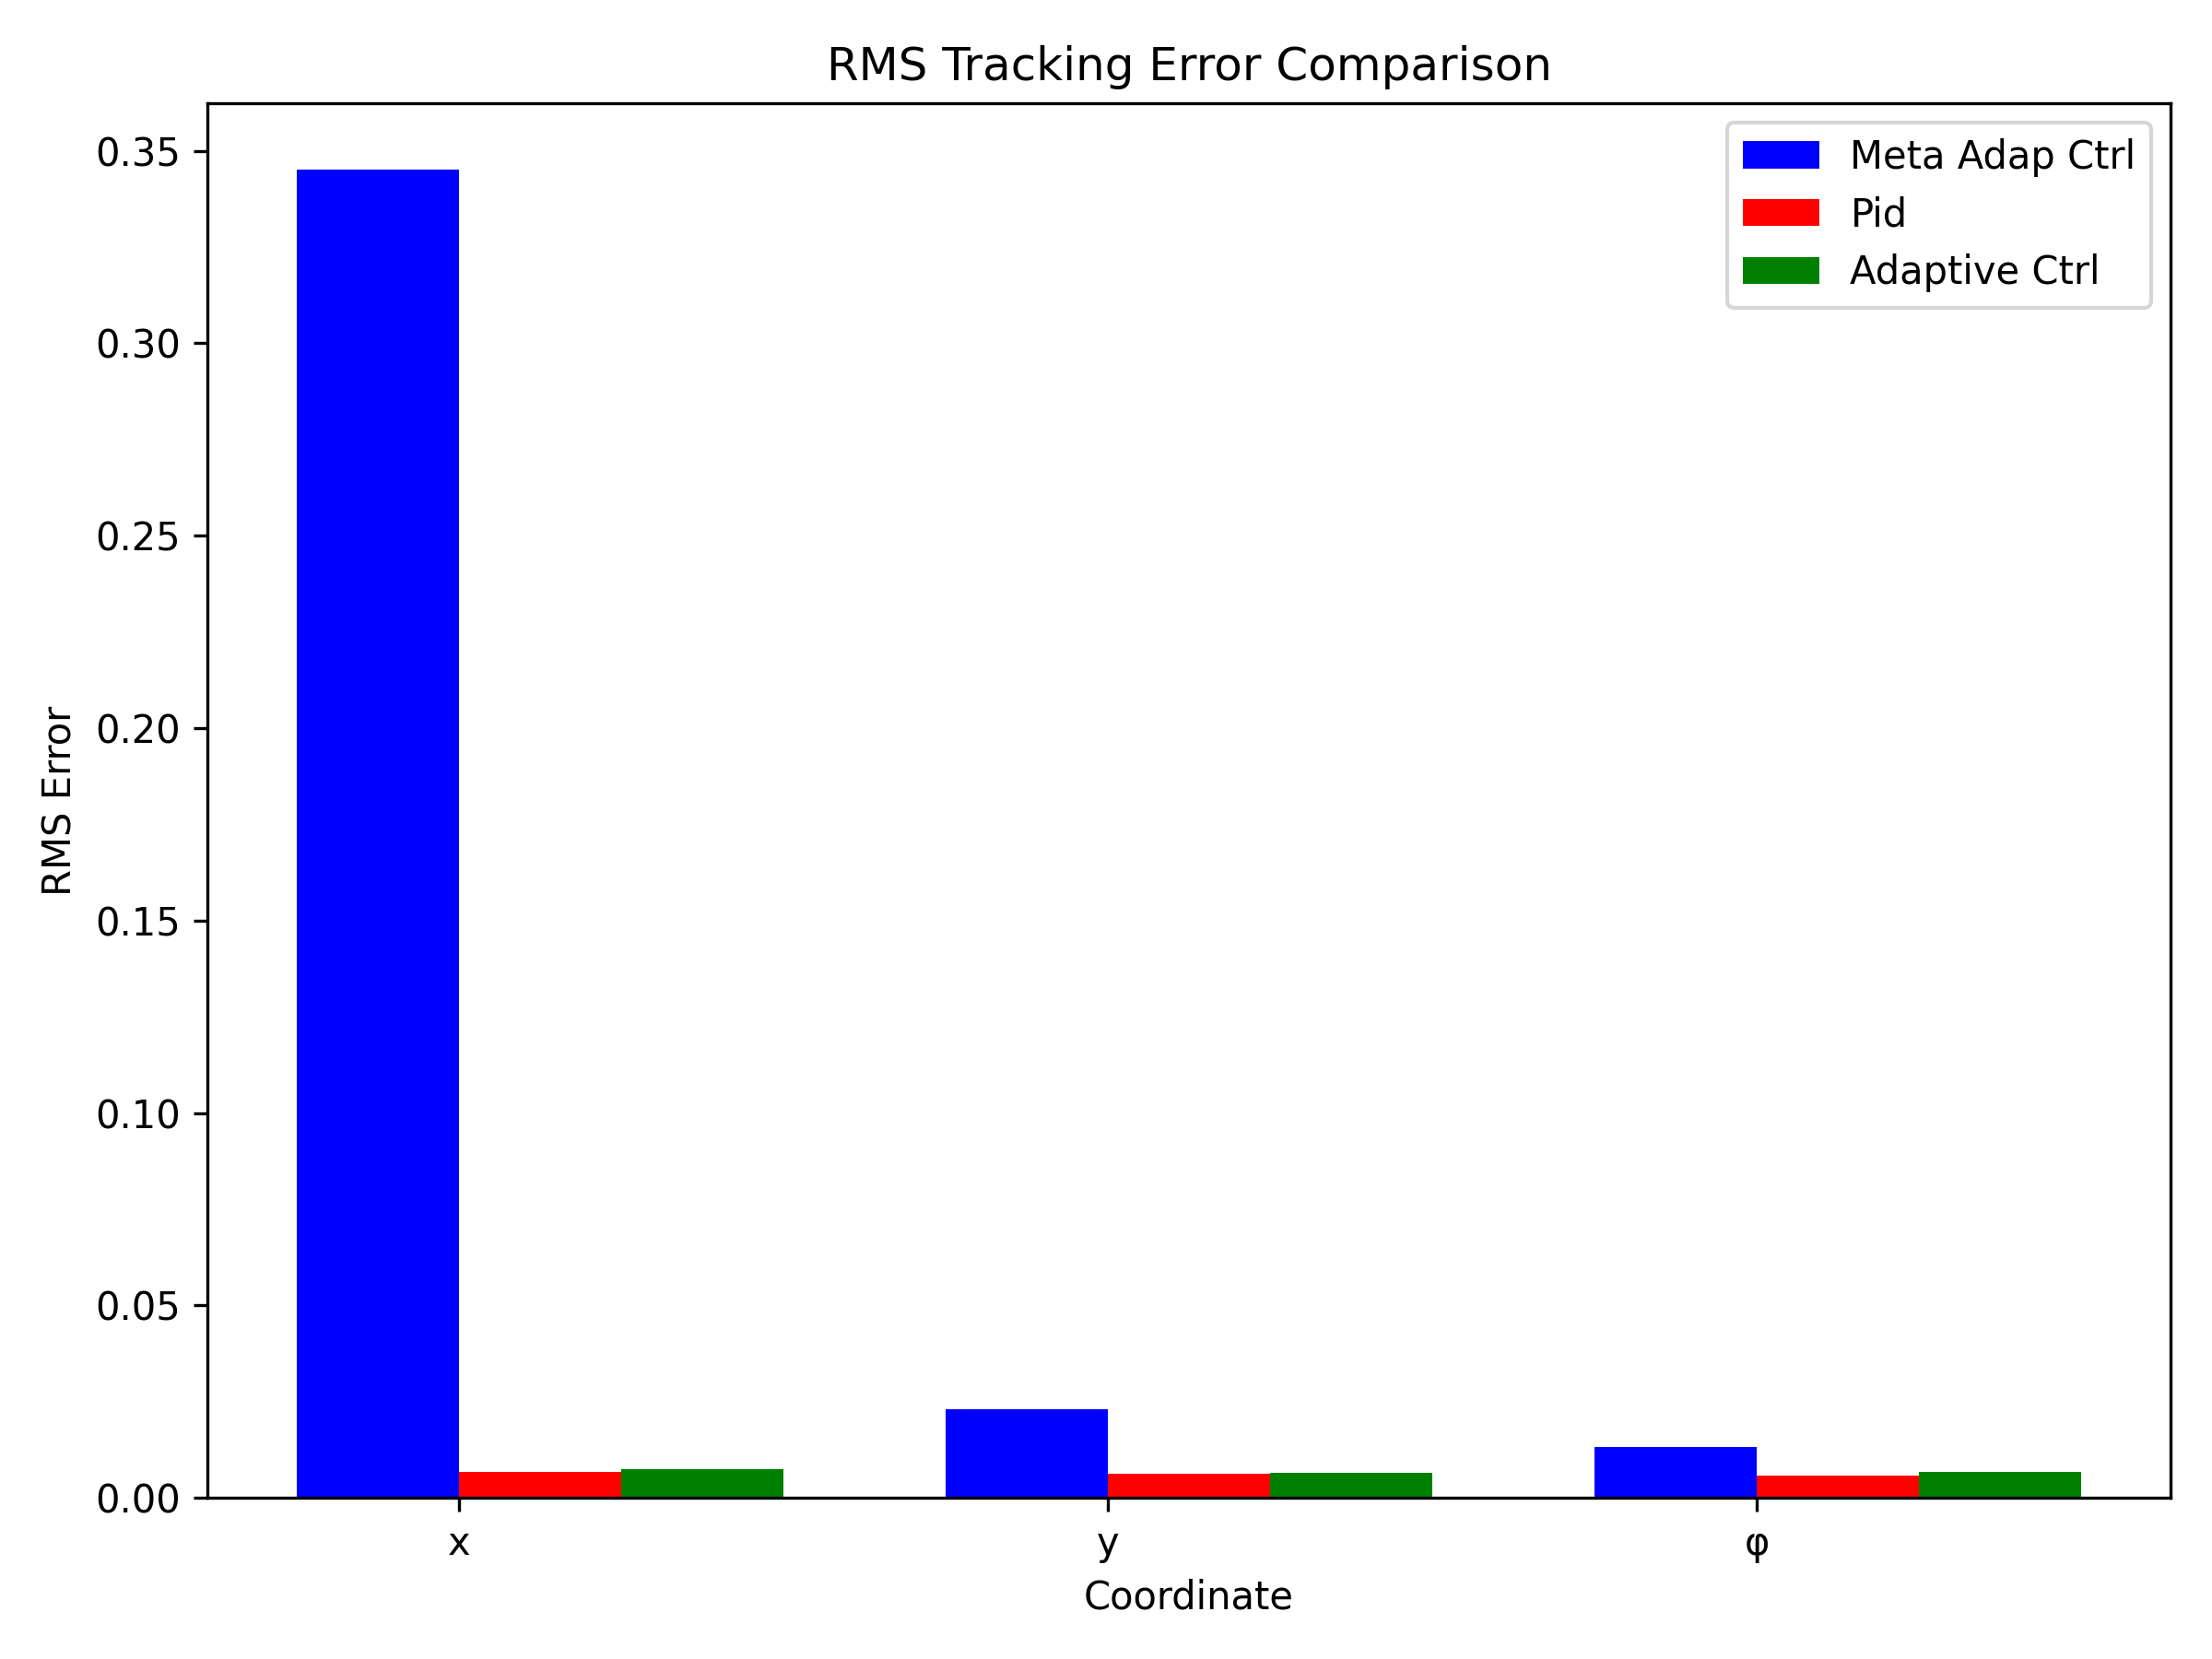 RMS Tracking Error Comparison
Meta Adap Ctrl
Pid
Adaptive Ctrl
RMS Error
0.35
0.30
0.25
0.20
0.15
0.10
0.05
0.00
x y φ
Coordinate